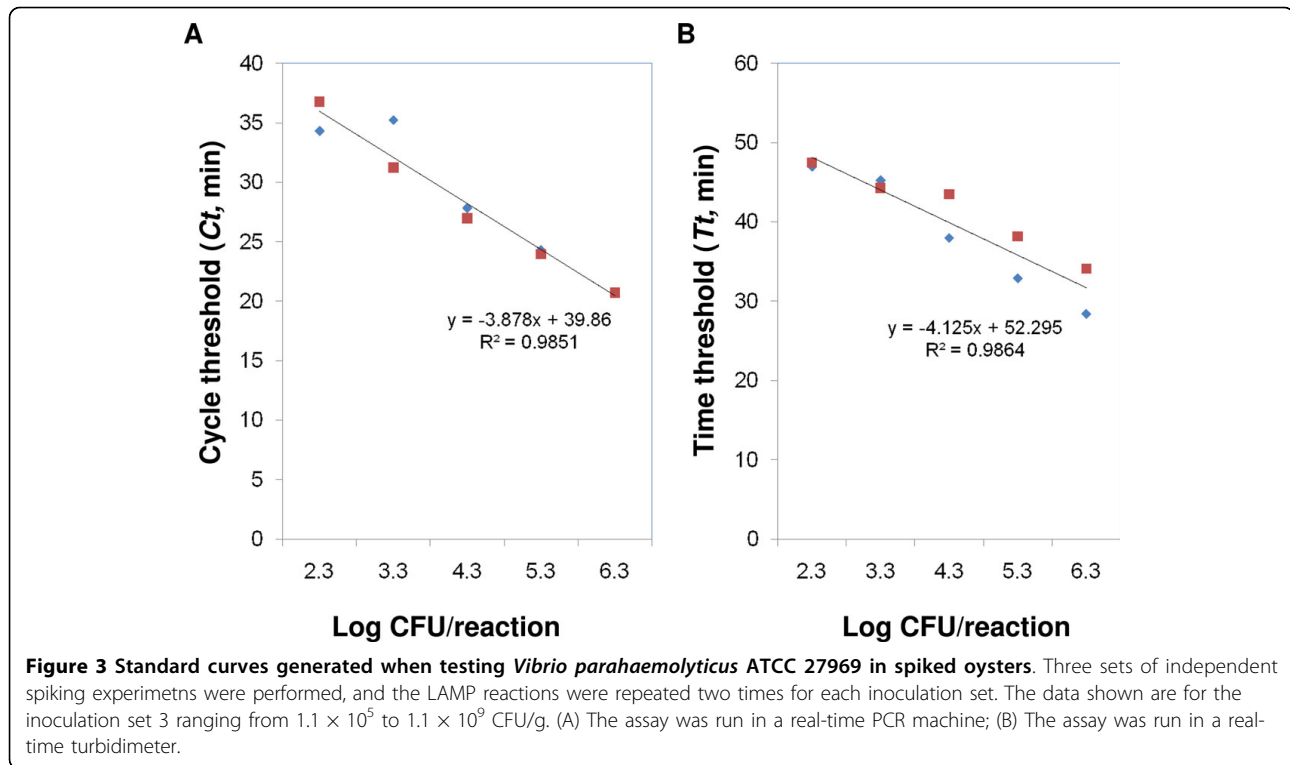 A
40
35
30
25
20
15
10
5
0
Cycle threshold (Ct, min)
y = -3.878x + 39.86
R² = 0.9851
2.3 3.3 4.3 5.3 6.3
Log CFU/reaction
B
60
50
40
30
20
10
0
Time threshold (Tt, min)
y = -4.125x + 52.295
R² = 0.9864
2.3 3.3 4.3 5.3 6.3
Log CFU/reaction
Figure 3 Standard curves generated when testing Vibrio parahaemolyticus ATCC 27969 in spiked oysters. Three sets of independent
spiking experimetns were performed, and the LAMP reactions were repeated two times for each inoculation set. The data shown are for the
inoculation set 3 ranging from 1.1 × 10⁵ to 1.1 × 10⁹ CFU/g. (A) The assay was run in a real-time PCR machine; (B) The assay was run in a real-
time turbidimeter.